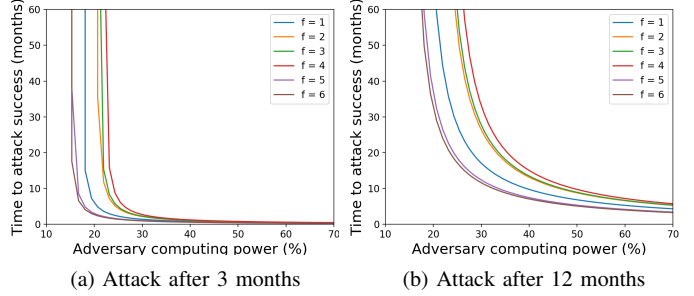 Time to attack success (months)
60
50
40
30
20
10
0
f = 1
f = 2
f = 3
f = 4
f = 5
f = 6
10 20 30 40 50 60 70
Adversary computing power (%)
(a) Attack after 3 months
Time to attack success (months)
60
50
40
30
20
10
0
f = 1
f = 2
f = 3
f = 4
f = 5
f = 6
10 20 30 40 50 60 70
Adversary computing power (%)
(b) Attack after 12 months